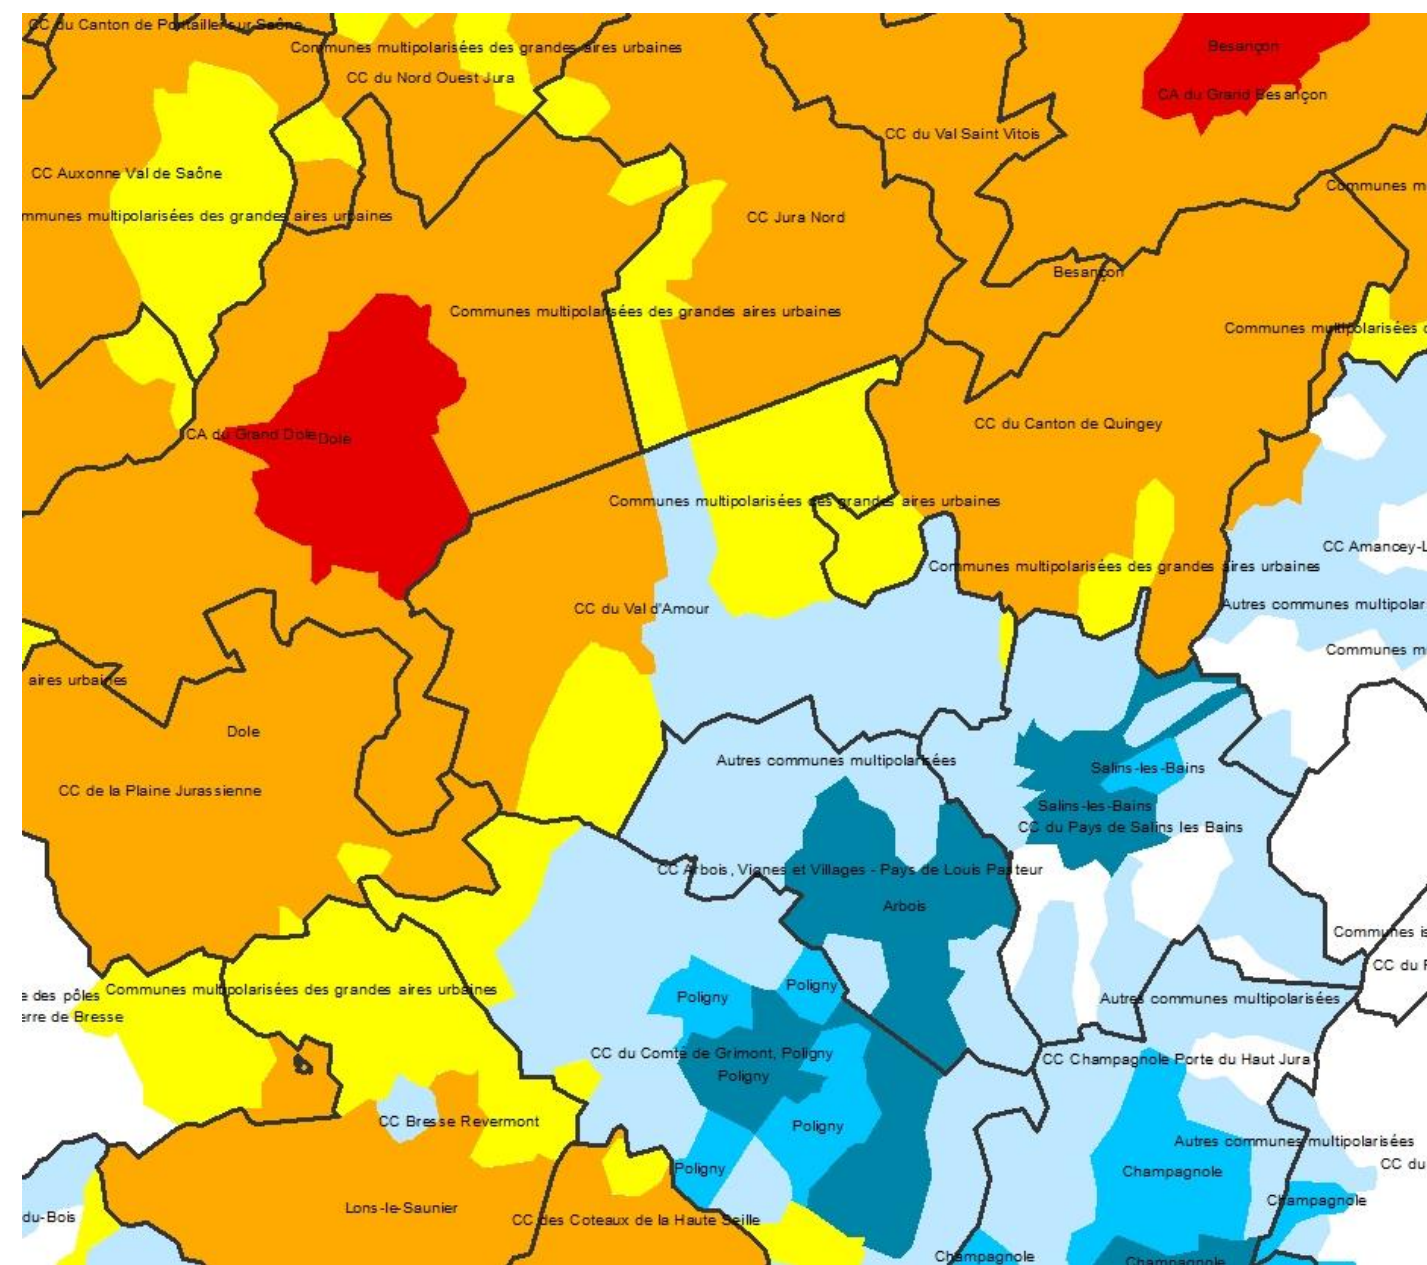 CC du Canton de Pontailler sur Saône
Besançon
Communes multipolarisées des grandes aires urbaines
CC du Nord Ouest Jura
CA du Grand Besançon
CC du Val Saint Vitois
CC Auxonne Val de Saône
Communes m
mmunes multipolarisées des grandes aires urbaines
CC Jura Nord
Besançon
Communes multipolarisées des grandes aires urbaines
Communes multipolarisées d
CC du Canton de Quingey
CA du Grand Dole
Dole
Communes multipolarisées des grandes aires urbaines
CC Amancey-L
Communes multipolarisées des grandes aires urbaines
CC du Val d'Amour
Autres communes multipolar
Communes m
aires urbaines
Dole
Autres communes multipolarisées
Salins-les-Bains
CC de la Plaine Jurassienne
Salins-les-Bains
CC du Pays de Salins les Bains
CC Arbois, Vignes et Villages - Pays de Louis Pasteur
Arbois
Communes is
CC du F
Poligny
Communes multipolarisées des grandes aires urbaines
e des pôles
Poligny
Autres communes multipolarisées
erre de Bresse
CC du Comté de Grimont, Poligny
CC Champagnole Porte du Haut Jura
Poligny
CC Bresse Revermont
Poligny
Autres communes multipolarisées
CC du
Poligny
Champagnole
Champagnole
Lons-le-Saunier
du-Bois
CC des Coteaux de la Haute Seille
Champagnole
Champagnole